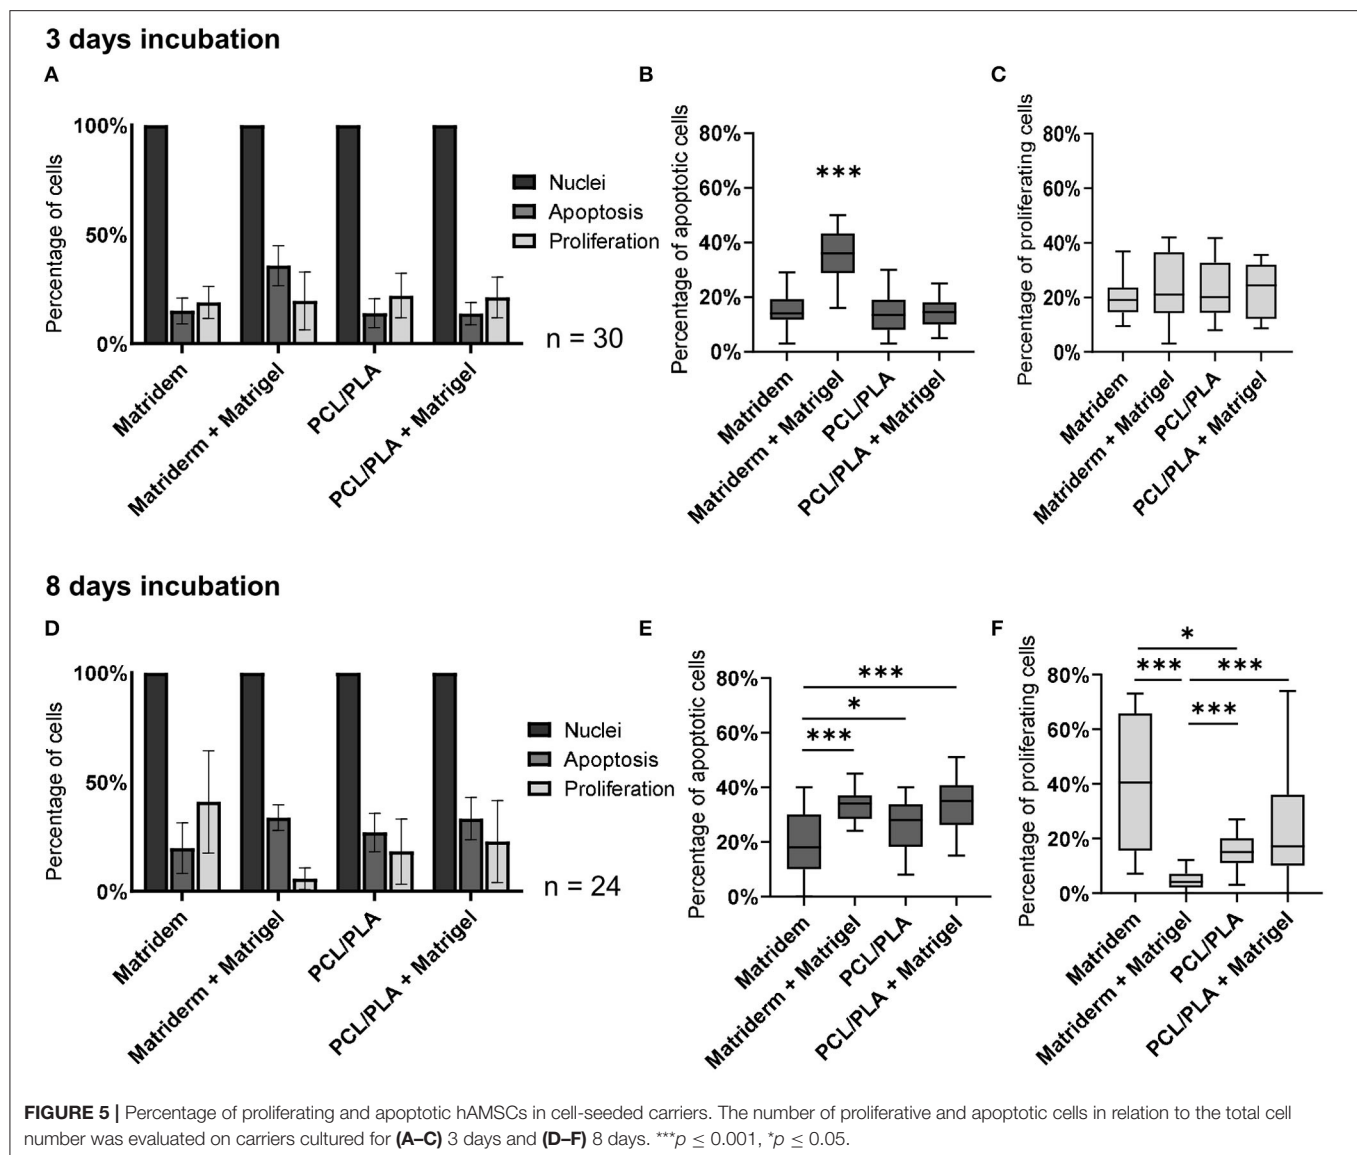 3 days incubation
A
B
C
Percentage of cells
100%
50%
0%
Nuclei
Apoptosis
Proliferation
n = 30
Matridem
Matriderm + Matrigel
PCL/PLA
PCL/PLA + Matrigel
Percentage of apoptotic cells
80%
60%
40%
20%
0%
***
Matridem
Matriderm + Matrigel
PCL/PLA
PCL/PLA + Matrigel
Percentage of proliferating cells
80%
60%
40%
20%
0%
Matridem
Matriderm + Matrigel
PCL/PLA
PCL/PLA + Matrigel
8 days incubation
D
E
F
Percentage of cells
100%
50%
0%
Nuclei
Apoptosis
Proliferation
n = 24
Matridem
Matriderm + Matrigel
PCL/PLA
PCL/PLA + Matrigel
Percentage of apoptotic cells
80%
60%
40%
20%
0%
***
*
***
Matridem
Matriderm + Matrigel
PCL/PLA
PCL/PLA + Matrigel
Percentage of proliferating cells
80%
60%
40%
20%
0%
*
*** ***
***
Matridem
Matriderm + Matrigel
PCL/PLA
PCL/PLA + Matrigel
FIGURE 5 | Percentage of proliferating and apoptotic hAMSCs in cell-seeded carriers. The number of proliferative and apoptotic cells in relation to the total cell
number was evaluated on carriers cultured for (A–C) 3 days and (D–F) 8 days. ***p ≤ 0.001, *p ≤ 0.05.